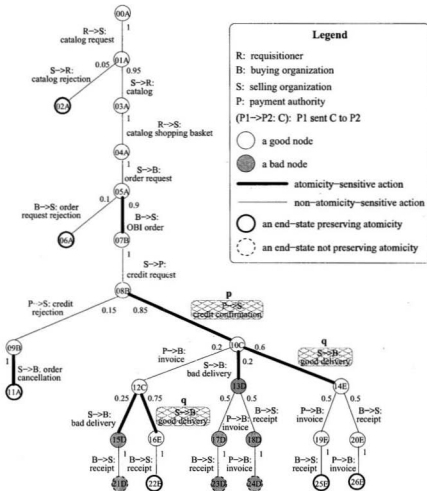 00A
R->S:
catalog request
1
01A
S->R:
catalog rejection
0.05
0.95
S->R:
catalog
02A
03A
R->S:
catalog shopping basket
1
04A
S->B:
order request
1
05A
B->S: order
request rejection
0.1
0.9
B->S:
OBI order
06A
07B
S->P:
credit request
1
08B
P->S: credit
rejection
0.15
0.85
p
P->S:
credit confirmation
09B
1
S->B, order
cancellation
11A
10C
P->B:
invoice
0.2
S->B:
bad delivery
0.2
0.6
q
S->B:
good delivery
12C
13D
14E
S->B:
bad delivery
0.25
0.75
q
S->B:
good delivery
0.5
0.5
P->B:
invoice
B->S:
receipt
P->B:
invoice
0.5
0.5
B->S:
receipt
15D
16E
17D
18D
19E
20E
B->S:
receipt
1
B->S:
receipt
1
B->S:
receipt
1
P->B:
invoice
1
B->S:
receipt
1
P->B:
invoice
1
21D
22E
23D
24D
25E
26E
Legend
R: requisitioner
B: buying organization
S: selling organization
P: payment authority
(P1->P2: C): P1 sent C to P2
a good node
a bad node
atomicity-sensitive action
non-atomicity-sensitive action
an end-state preserving atomicity
an end-state not preserving atomicity